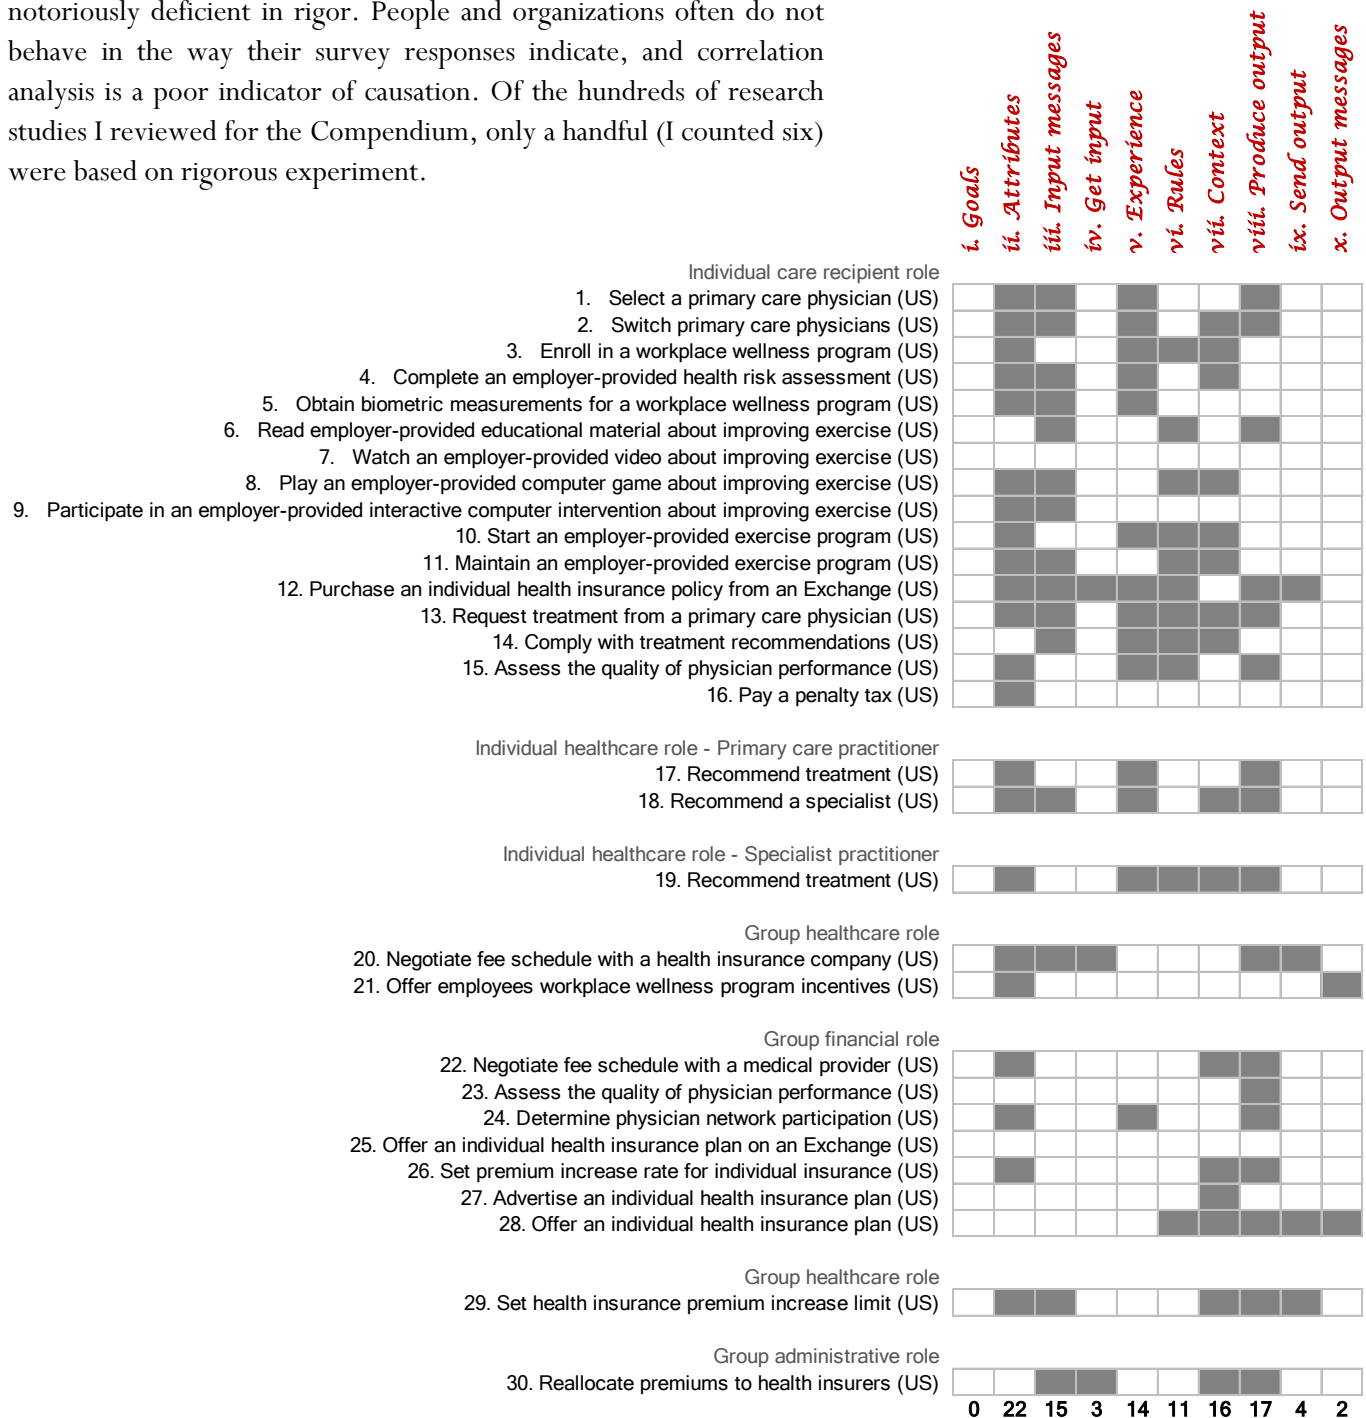 notoriously deficient in rigor. People and organizations often do not
behave in the way their survey responses indicate, and correlation
analysis is a poor indicator of causation. Of the hundreds of research
studies I reviewed for the Compendium, only a handful (I counted six)
were based on rigorous experiment.
i. Goals
ii. Attributes
iii. Input messages
iv. Get input
v. Experience
vi. Rules
vii. Context
viii. Produce output
ix. Send output
x. Output messages
Individual care recipient role
1. Select a primary care physician (US)
2. Switch primary care physicians (US)
3. Enroll in a workplace wellness program (US)
4. Complete an employer-provided health risk assessment (US)
5. Obtain biometric measurements for a workplace wellness program (US)
6. Read employer-provided educational material about improving exercise (US)
7. Watch an employer-provided video about improving exercise (US)
8. Play an employer-provided computer game about improving exercise (US)
9. Participate in an employer-provided interactive computer intervention about improving exercise (US)
10. Start an employer-provided exercise program (US)
11. Maintain an employer-provided exercise program (US)
12. Purchase an individual health insurance policy from an Exchange (US)
13. Request treatment from a primary care physician (US)
14. Comply with treatment recommendations (US)
15. Assess the quality of physician performance (US)
16. Pay a penalty tax (US)
Individual healthcare role - Primary care practitioner
17. Recommend treatment (US)
18. Recommend a specialist (US)
Individual healthcare role - Specialist practitioner
19. Recommend treatment (US)
Group healthcare role
20. Negotiate fee schedule with a health insurance company (US)
21. Offer employees workplace wellness program incentives (US)
Group financial role
22. Negotiate fee schedule with a medical provider (US)
23. Assess the quality of physician performance (US)
24. Determine physician network participation (US)
25. Offer an individual health insurance plan on an Exchange (US)
26. Set premium increase rate for individual insurance (US)
27. Advertise an individual health insurance plan (US)
28. Offer an individual health insurance plan (US)
Group healthcare role
29. Set health insurance premium increase limit (US)
Group administrative role
30. Reallocate premiums to health insurers (US)
0 22 15 3 14 11 16 17 4 2